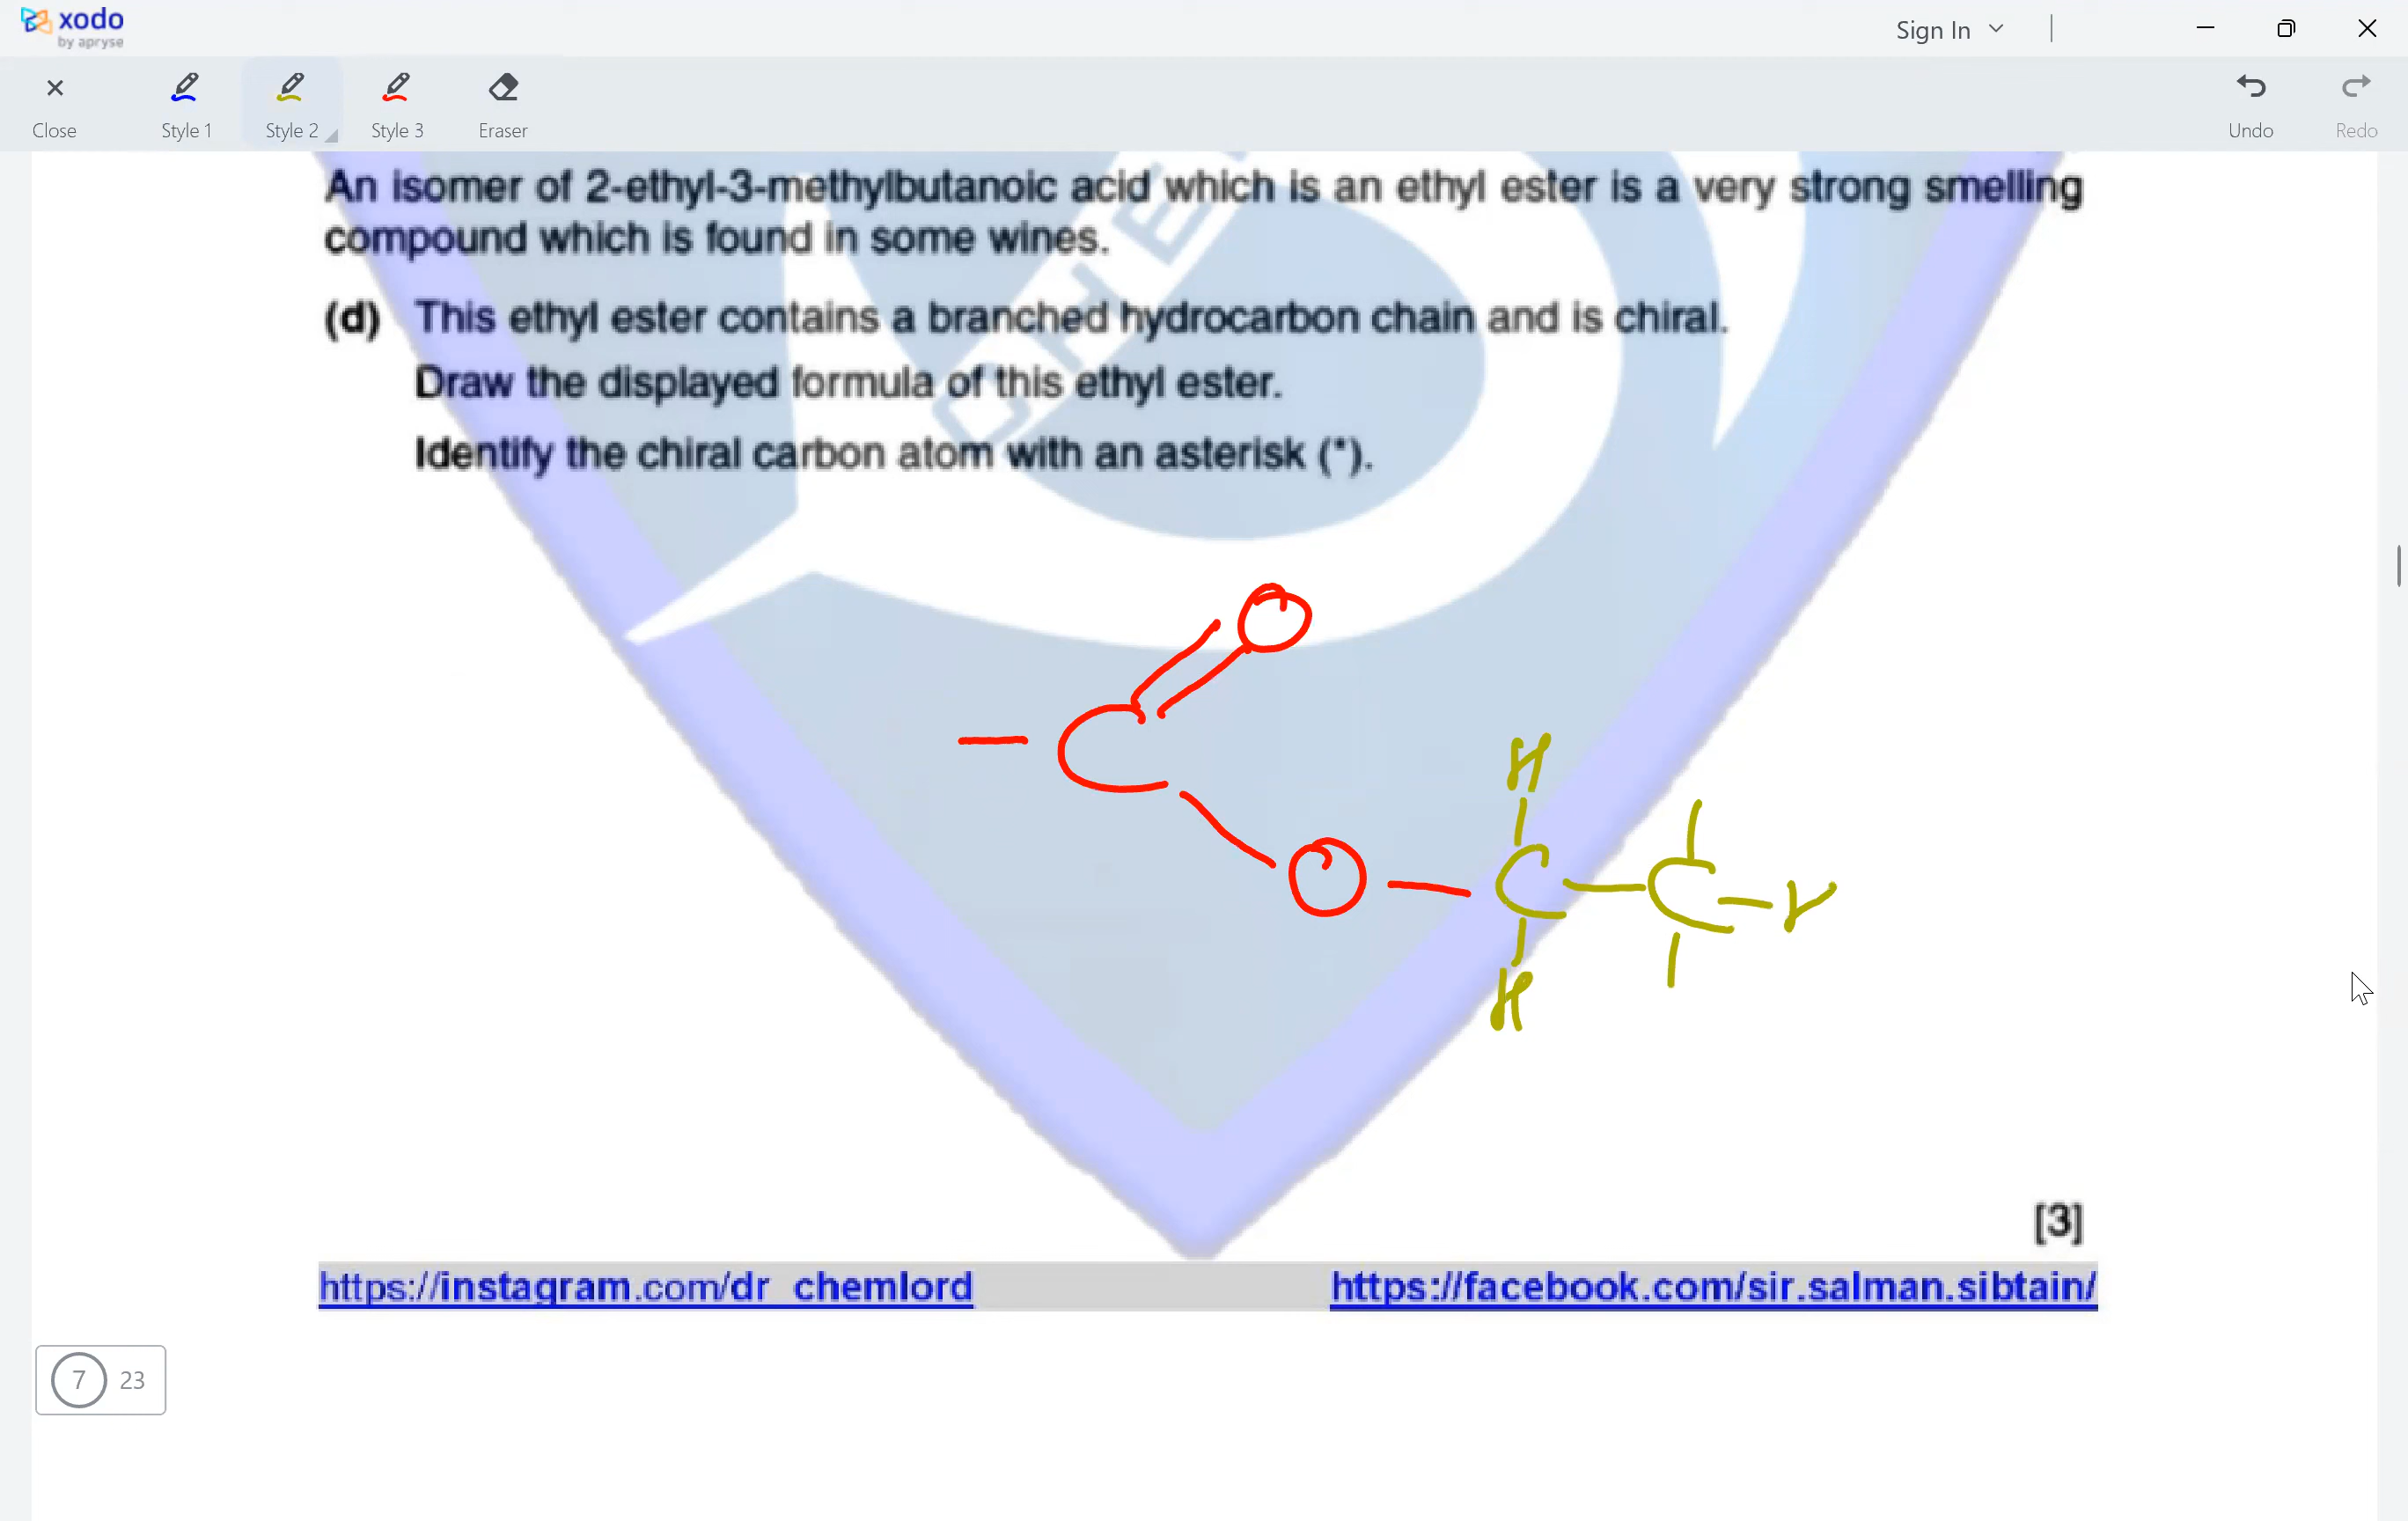 xodo
by apryse
Sign In
Close
Style 1
Style 2
Style 3
Eraser
Undo
Redo
An isomer of 2-ethyl-3-methylbutanoic acid which is an ethyl ester is a very strong smelling
compound which is found in some wines.
(d) This ethyl ester contains a branched hydrocarbon chain and is chiral.
Draw the displayed formula of this ethyl ester.
Identify the chiral carbon atom with an asterisk (*).
O
C
H
O
C
C
H
[3]
https://instagram.com/dr_chemlord
https://facebook.com/sir.salman.sibtain/
7 23